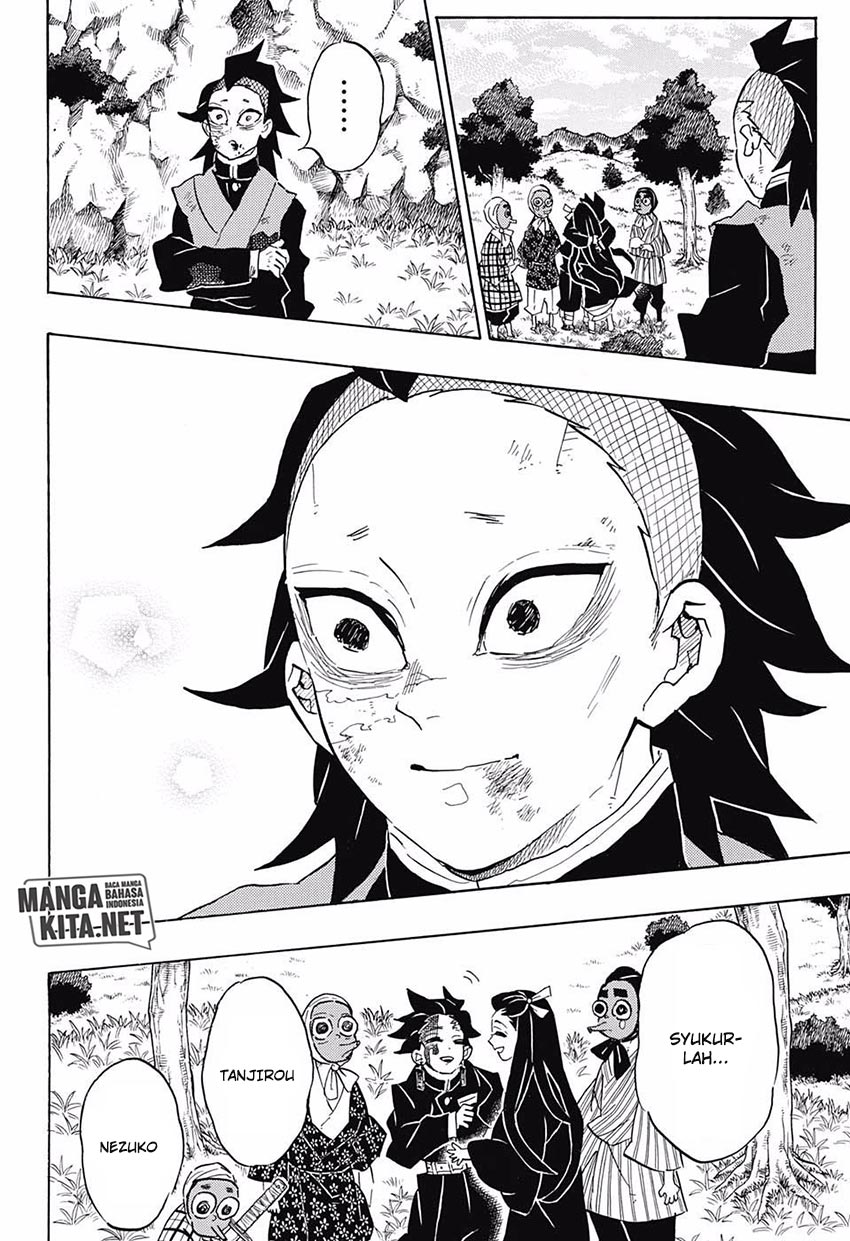 ......
SYUKUR-
LAH...
TANJIROU
NEZUKO
MANGA
KITA.NET
BACA MANGA
BAHASA
INDONESIA